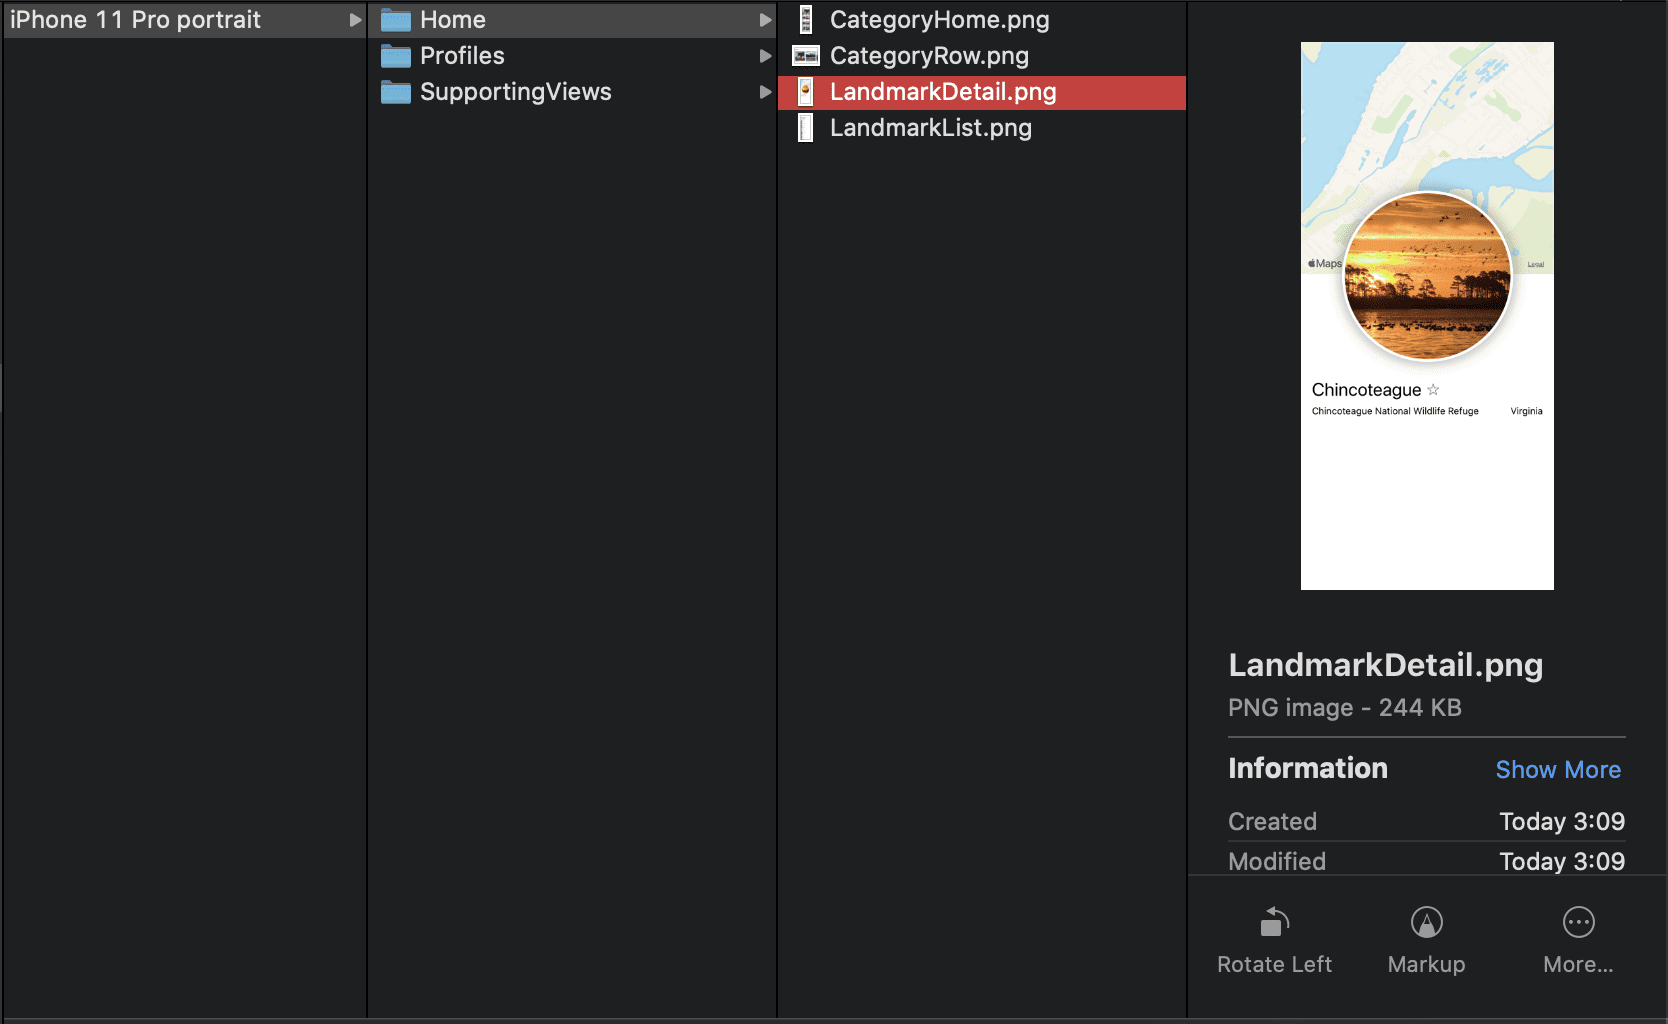 iPhone 11 Pro portrait
Home
Profiles
SupportingViews
CategoryHome.png
CategoryRow.png
LandmarkDetail.png
LandmarkList.png
Maps
Legal
Chincoteague ☆
Chincoteague National Wildlife Refuge Virginia
LandmarkDetail.png
PNG image - 244 KB
Information Show More
Created Today 3:09
Modified Today 3:09
Rotate Left Markup More...